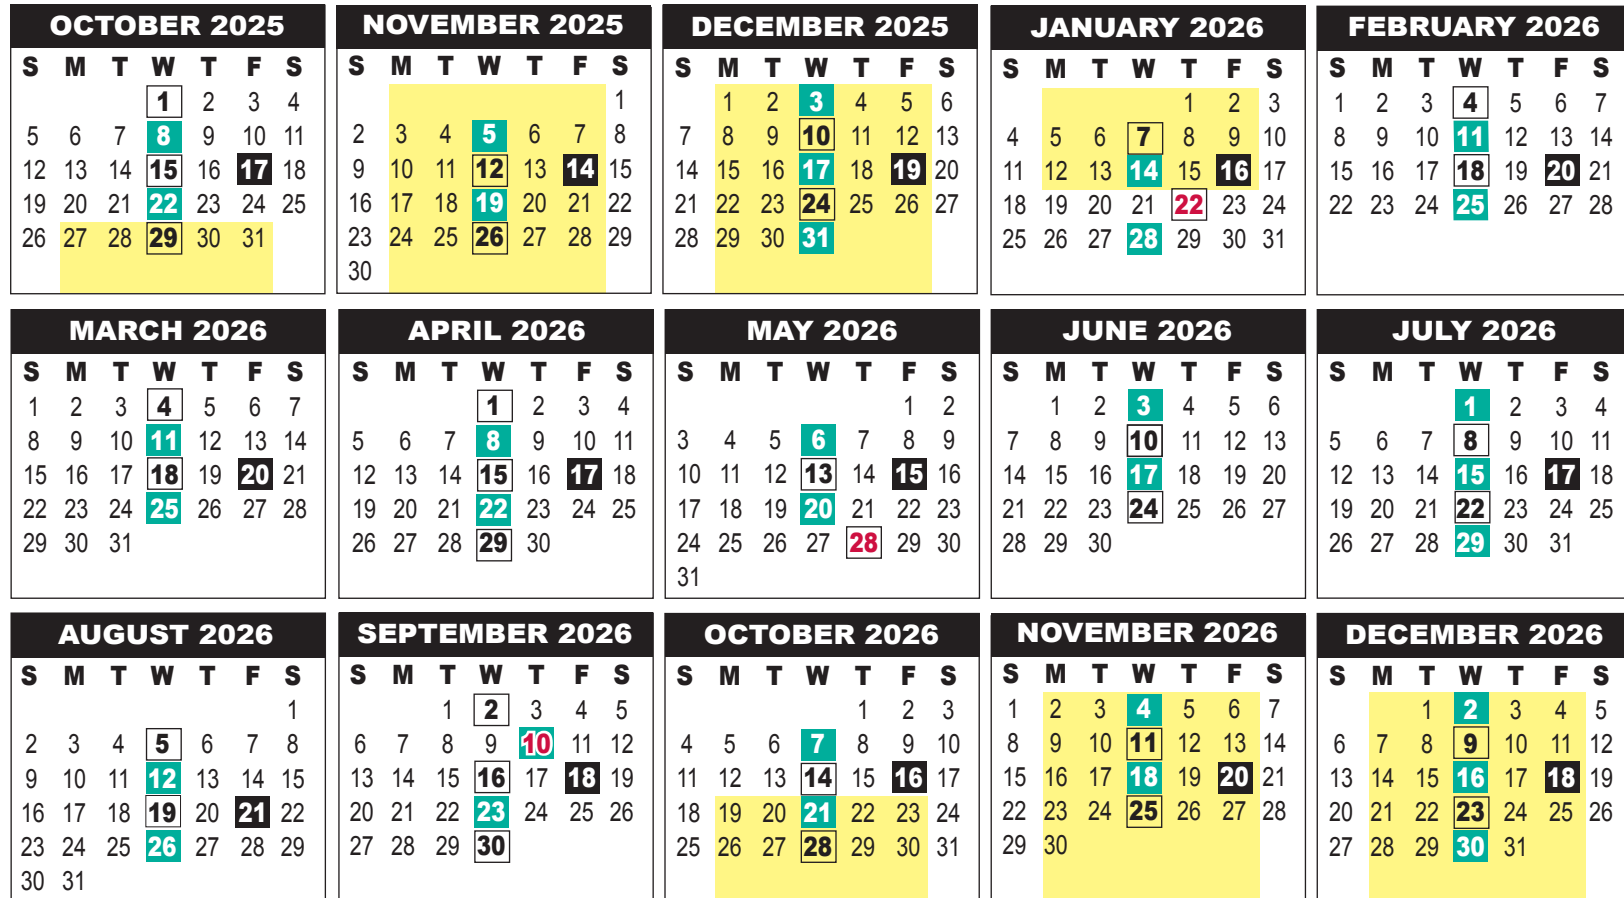 OCTOBER 2025
S M T W T F S
1 2 3 4
5 6 7 8 9 10 11
12 13 14 15 16 17 18
19 20 21 22 23 24 25
26 27 28 29 30 31
NOVEMBER 2025
S M T W T F S
1
2 3 4 5 6 7 8
9 10 11 12 13 14 15
16 17 18 19 20 21 22
23 24 25 26 27 28 29
30
DECEMBER 2025
S M T W T F S
1 2 3 4 5 6
7 8 9 10 11 12 13
14 15 16 17 18 19 20
21 22 23 24 25 26 27
28 29 30 31
JANUARY 2026
S M T W T F S
1 2 3
4 5 6 7 8 9 10
11 12 13 14 15 16 17
18 19 20 21 22 23 24
25 26 27 28 29 30 31
FEBRUARY 2026
S M T W T F S
1 2 3 4 5 6 7
8 9 10 11 12 13 14
15 16 17 18 19 20 21
22 23 24 25 26 27 28
MARCH 2026
S M T W T F S
1 2 3 4 5 6 7
8 9 10 11 12 13 14
15 16 17 18 19 20 21
22 23 24 25 26 27 28
29 30 31
APRIL 2026
S M T W T F S
1 2 3 4
5 6 7 8 9 10 11
12 13 14 15 16 17 18
19 20 21 22 23 24 25
26 27 28 29 30
MAY 2026
S M T W T F S
1 2
3 4 5 6 7 8 9
10 11 12 13 14 15 16
17 18 19 20 21 22 23
24 25 26 27 28 29 30
31
JUNE 2026
S M T W T F S
1 2 3 4 5 6
7 8 9 10 11 12 13
14 15 16 17 18 19 20
21 22 23 24 25 26 27
28 29 30
JULY 2026
S M T W T F S
1 2 3 4
5 6 7 8 9 10 11
12 13 14 15 16 17 18
19 20 21 22 23 24 25
26 27 28 29 30 31
AUGUST 2026
S M T W T F S
1
2 3 4 5 6 7 8
9 10 11 12 13 14 15
16 17 18 19 20 21 22
23 24 25 26 27 28 29
30 31
SEPTEMBER 2026
S M T W T F S
1 2 3 4 5
6 7 8 9 10 11 12
13 14 15 16 17 18 19
20 21 22 23 24 25 26
27 28 29 30
OCTOBER 2026
S M T W T F S
1 2 3
4 5 6 7 8 9 10
11 12 13 14 15 16 17
18 19 20 21 22 23 24
25 26 27 28 29 30 31
NOVEMBER 2026
S M T W T F S
1 2 3 4 5 6 7
8 9 10 11 12 13 14
15 16 17 18 19 20 21
22 23 24 25 26 27 28
29 30
DECEMBER 2026
S M T W T F S
1 2 3 4 5
6 7 8 9 10 11 12
13 14 15 16 17 18 19
20 21 22 23 24 25 26
27 28 29 30 31